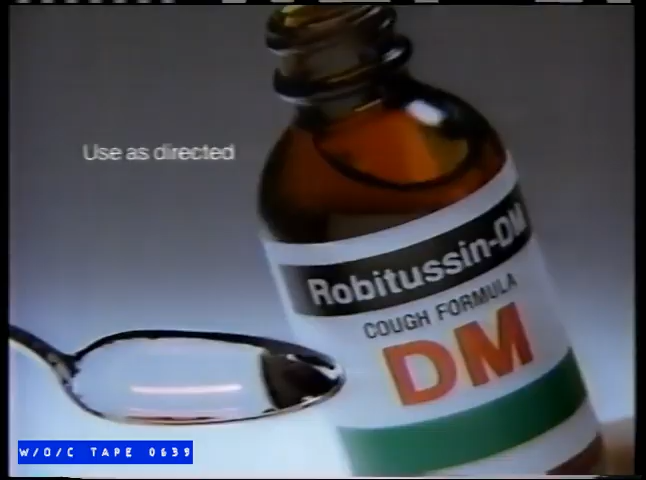 Use as directed
Robitussin-DM
COUGH FORMULA
DM
W/O/C TAPE 0639